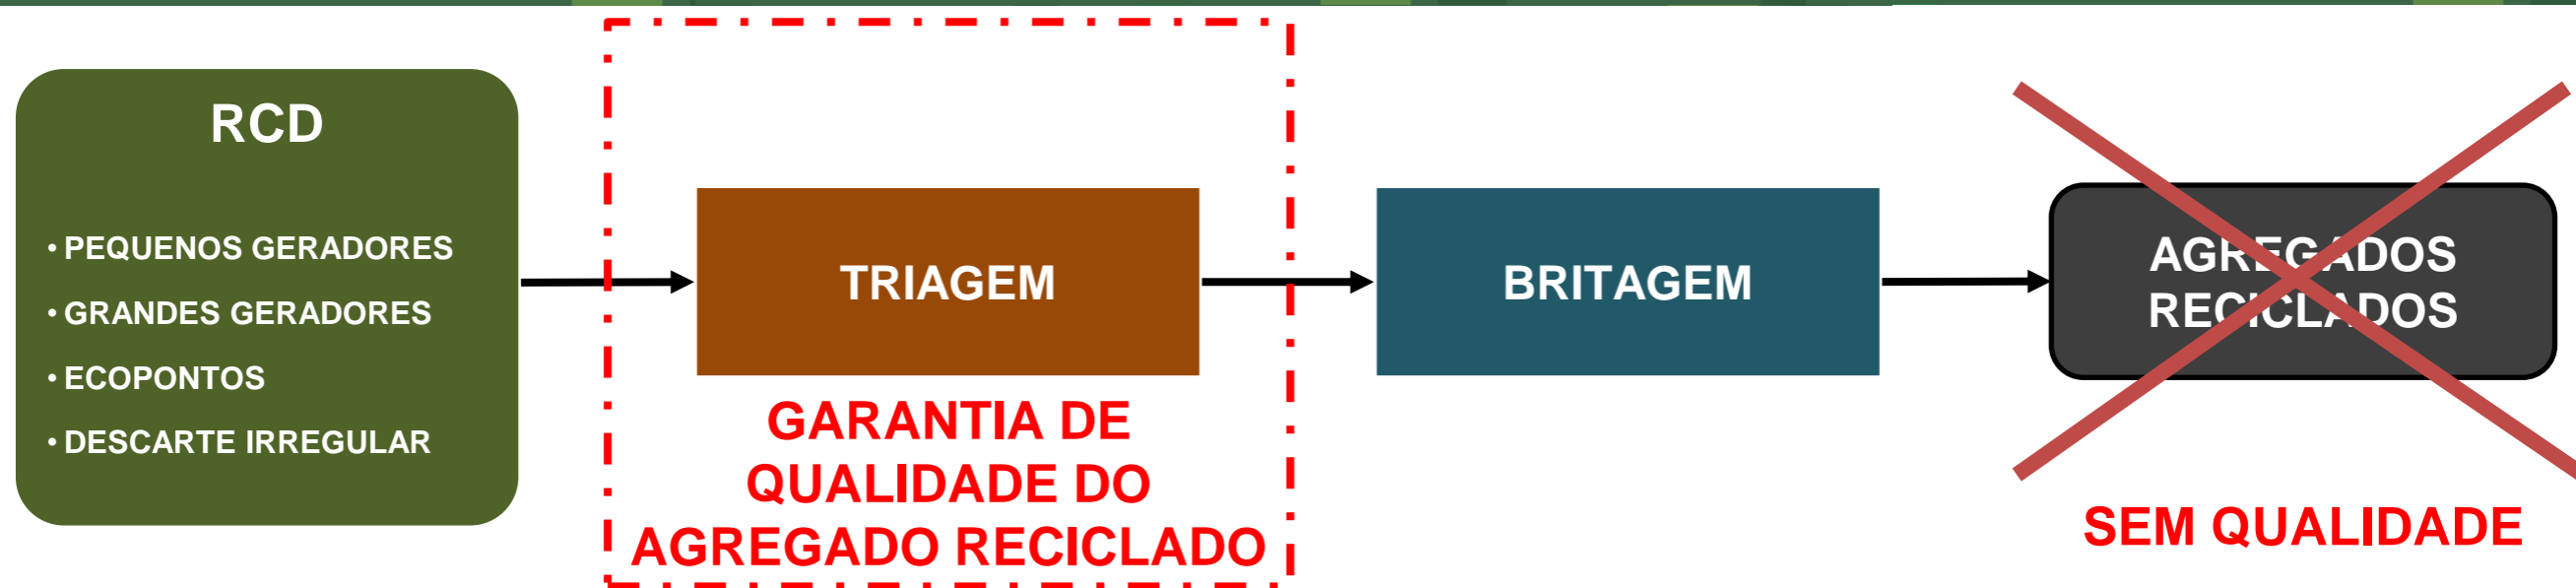 RCD
• PEQUENOS GERADORES
• GRANDES GERADORES
• ECOPONTOS
• DESCARTE IRREGULAR
TRIAGEM
GARANTIA DE
QUALIDADE DO
AGREGADO RECICLADO
BRITAGEM
AGREGADOS
RECICLADOS
SEM QUALIDADE